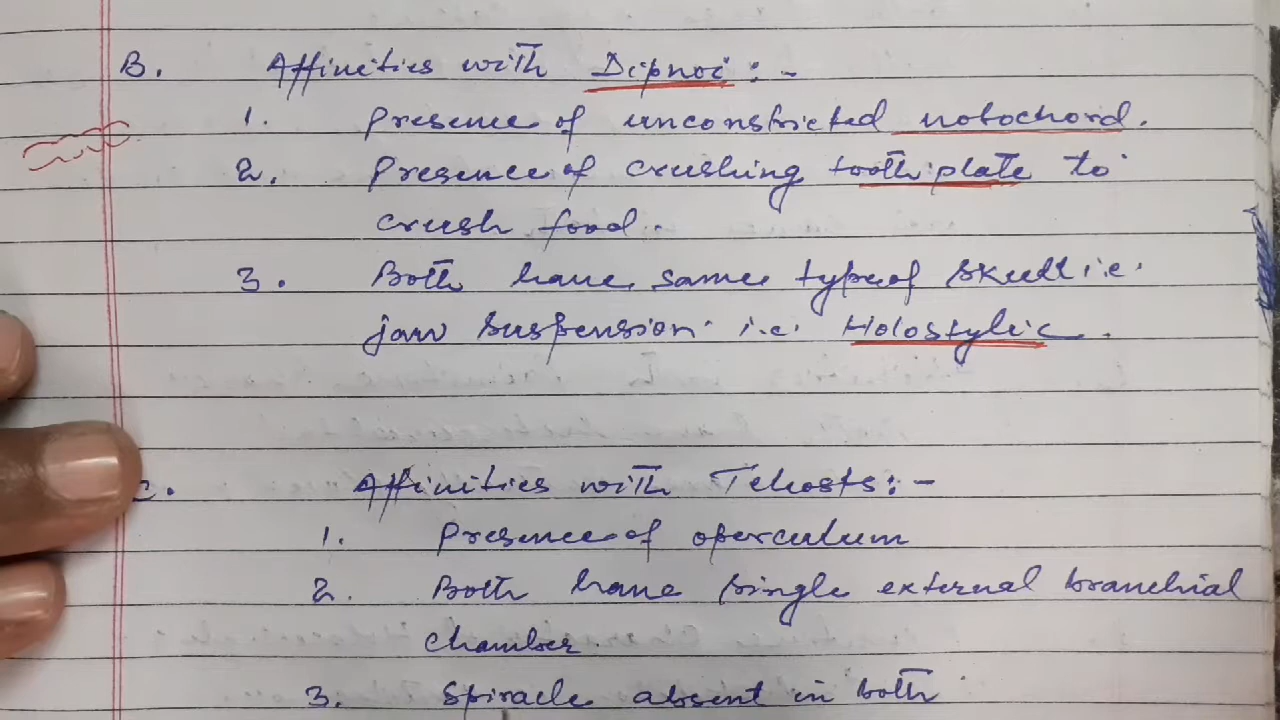 B. Affinities with Dipnoi :-
1. Presence of unconstricted notochord.
2. Presence of crushing tooth plate to
crush food.
3. Both have same type of skull i.e.
jaw suspension i.e. Holostylic.
C. Affinities with Teleosts :-
1. Presence of operculum
2. Both have single external branchial
chamber.
3. Spiracle absent in both